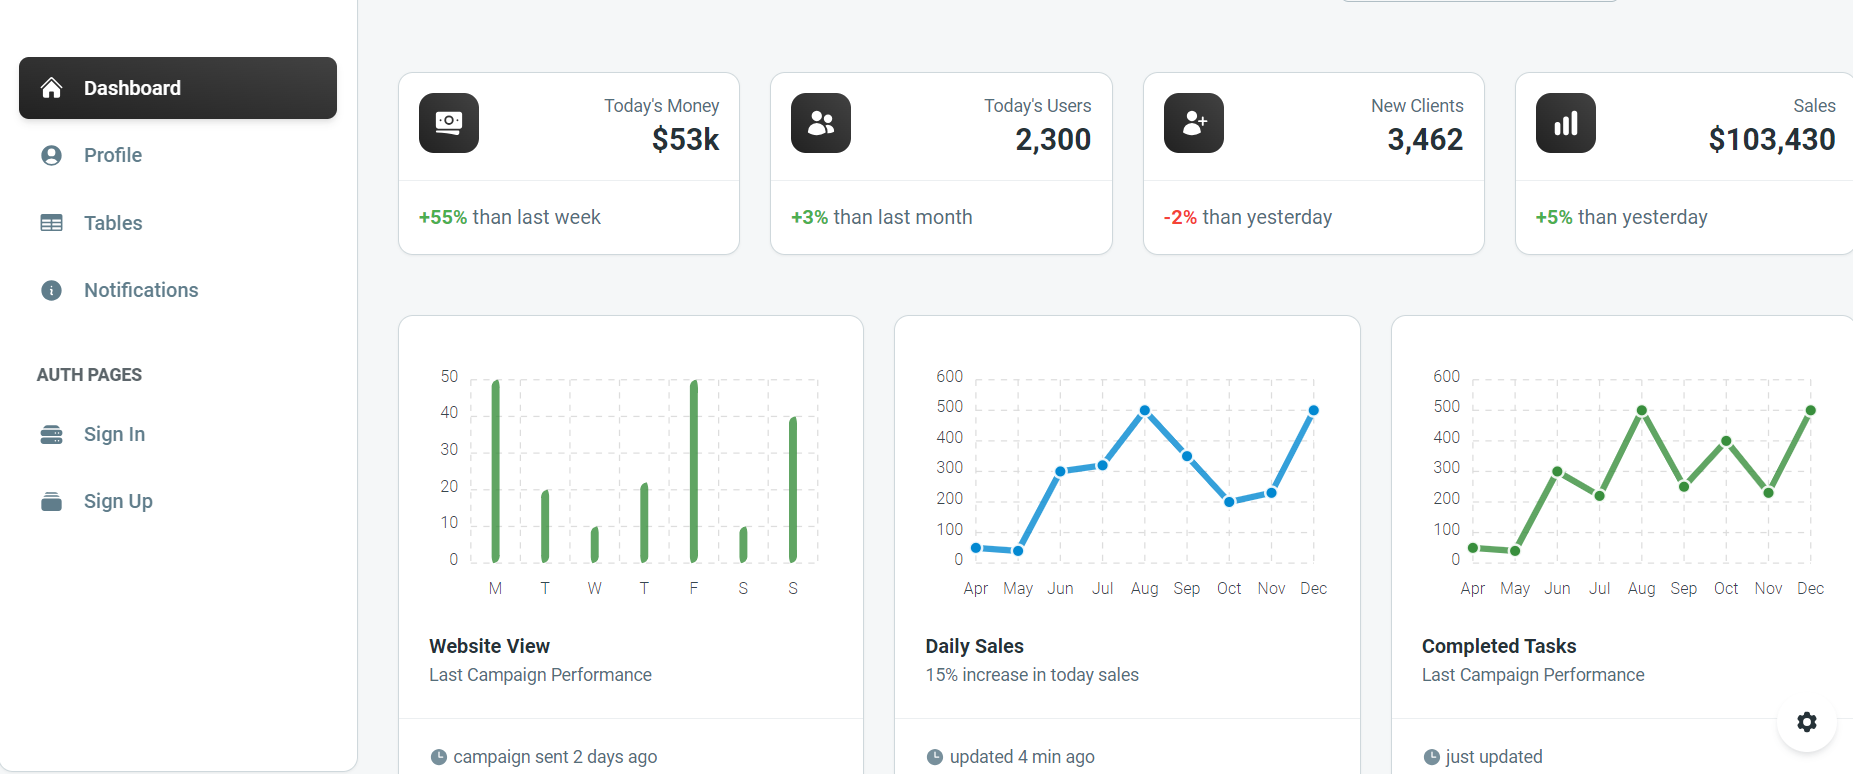 Dashboard
Profile
Tables
Notifications
AUTH PAGES
Sign In
Sign Up
Today's Money
$53k
+55% than last week
Today's Users
2,300
+3% than last month
New Clients
3,462
-2% than yesterday
Sales
$103,430
+5% than yesterday
50
40
30
20
10
0
M T W T F S S
Website View
Last Campaign Performance
campaign sent 2 days ago
600
500
400
300
200
100
0
Apr May Jun Jul Aug Sep Oct Nov Dec
Daily Sales
15% increase in today sales
updated 4 min ago
600
500
400
300
200
100
0
Apr May Jun Jul Aug Sep Oct Nov Dec
Completed Tasks
Last Campaign Performance
just updated